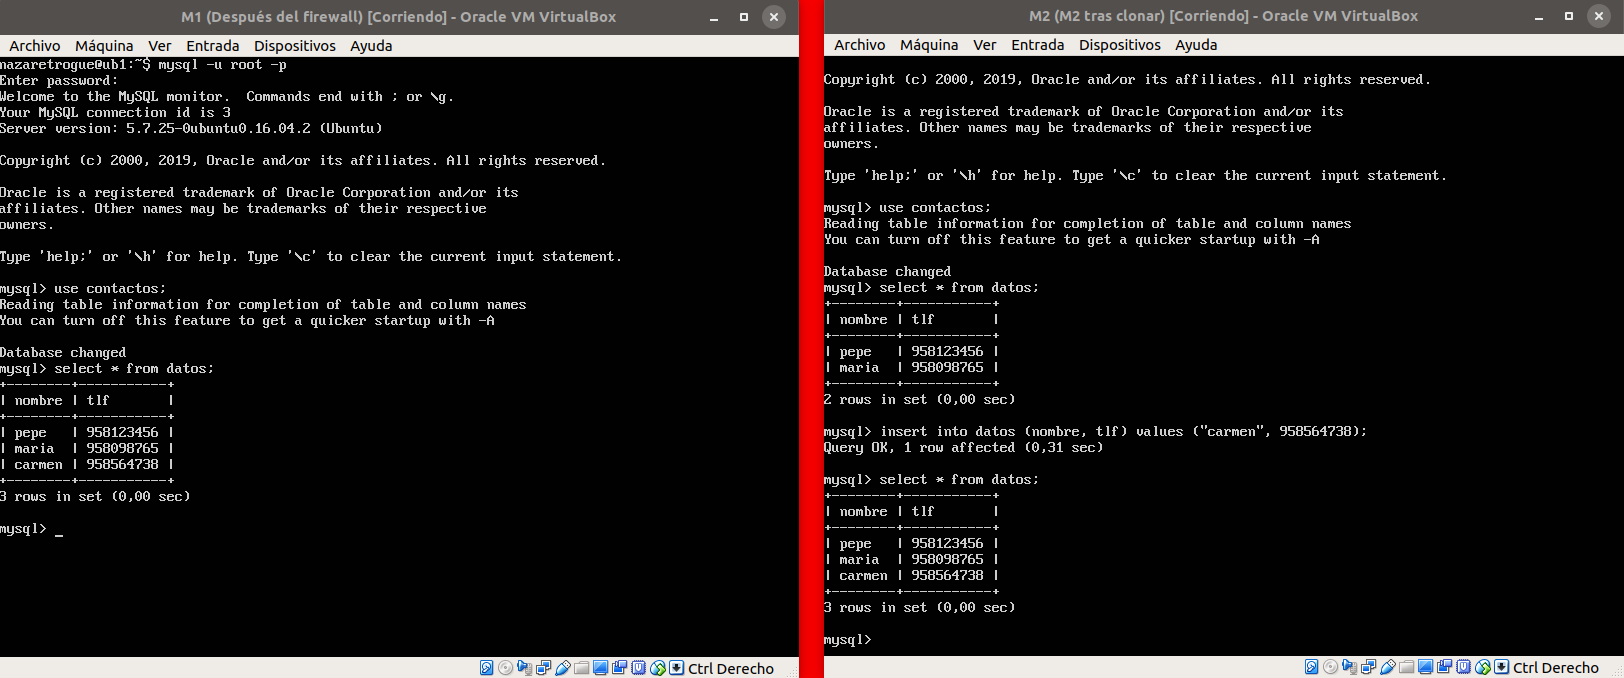 M1 (Después del firewall) [Corriendo] - Oracle VM VirtualBox
Archivo Máquina Ver Entrada Dispositivos Ayuda
nazaretrogue@ub1:~$ mysql -u root -p
Enter password:
Welcome to the MySQL monitor.  Commands end with ; or \g.
Your MySQL connection id is 3
Server version: 5.7.25-0ubuntu0.16.04.2 (Ubuntu)
Copyright (c) 2000, 2019, Oracle and/or its affiliates. All rights reserved.
Oracle is a registered trademark of Oracle Corporation and/or its
affiliates. Other names may be trademarks of their respective
owners.
Type 'help;' or '\h' for help. Type '\c' to clear the current input statement.
mysql> use contactos;
Reading table information for completion of table and column names
You can turn off this feature to get a quicker startup with -A
Database changed
mysql> select * from datos;
+--------+-----------+
| nombre | tlf       |
+--------+-----------+
| pepe   | 958123456 |
| maria  | 958098765 |
| carmen | 958564738 |
+--------+-----------+
3 rows in set (0,00 sec)
mysql> _
Ctrl Derecho
M2 (M2 tras clonar) [Corriendo] - Oracle VM VirtualBox
Archivo Máquina Ver Entrada Dispositivos Ayuda
Copyright (c) 2000, 2019, Oracle and/or its affiliates. All rights reserved.
Oracle is a registered trademark of Oracle Corporation and/or its
affiliates. Other names may be trademarks of their respective
owners.
Type 'help;' or '\h' for help. Type '\c' to clear the current input statement.
mysql> use contactos;
Reading table information for completion of table and column names
You can turn off this feature to get a quicker startup with -A
Database changed
mysql> select * from datos;
+--------+-----------+
| nombre | tlf       |
+--------+-----------+
| pepe   | 958123456 |
| maria  | 958098765 |
+--------+-----------+
2 rows in set (0,00 sec)
mysql> insert into datos (nombre, tlf) values ("carmen", 958564738);
Query OK, 1 row affected (0,31 sec)
mysql> select * from datos;
+--------+-----------+
| nombre | tlf       |
+--------+-----------+
| pepe   | 958123456 |
| maria  | 958098765 |
| carmen | 958564738 |
+--------+-----------+
3 rows in set (0,00 sec)
mysql>
Ctrl Derecho